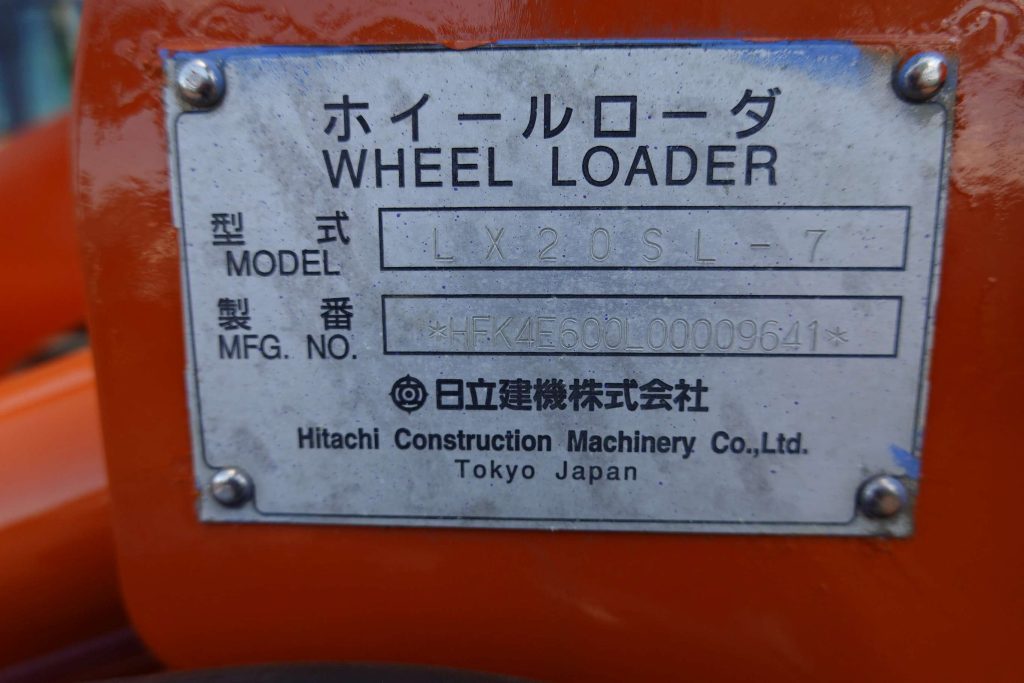 ホイールローダ
WHEEL LOADER
型式 LX20SL-7
MODEL
製番 *HFK4E600L00009641*
MFG. NO.
日立建機株式会社
Hitachi Construction Machinery Co.,Ltd.
Tokyo Japan